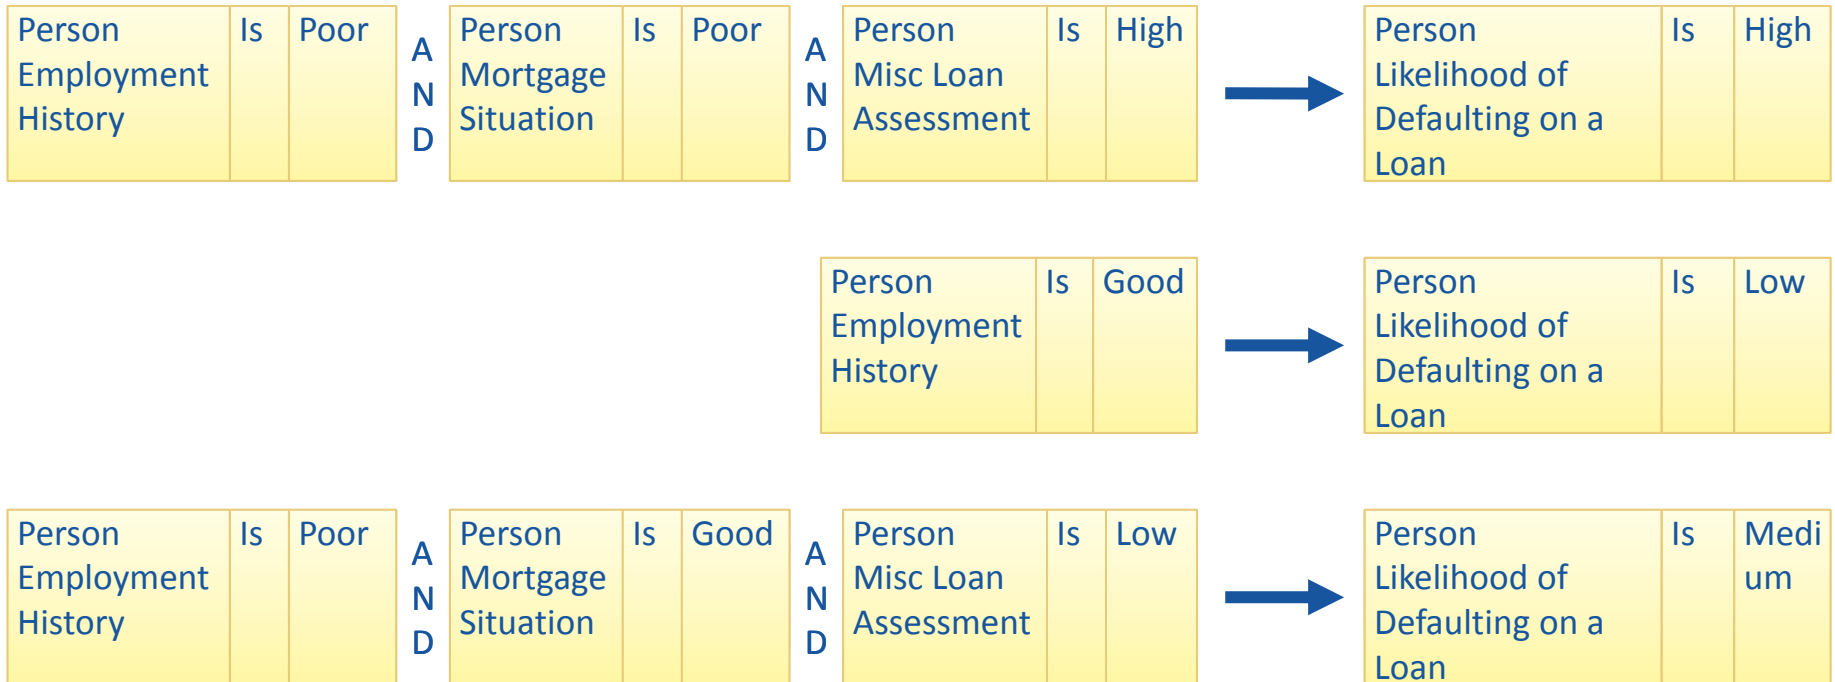 Person Is Poor A Person Is Poor A Person Is High Person Is High
Employment N Mortgage N Misc Loan Likelihood of
History D Situation D Assessment Defaulting on a
Loan
Person Is Good Person Is Low
Employment Likelihood of
History Defaulting on a
Loan
Person Is Poor A Person Is Good A Person Is Low Person Is Medi
Employment N Mortgage N Misc Loan Likelihood of um
History D Situation D Assessment Defaulting on a
Loan